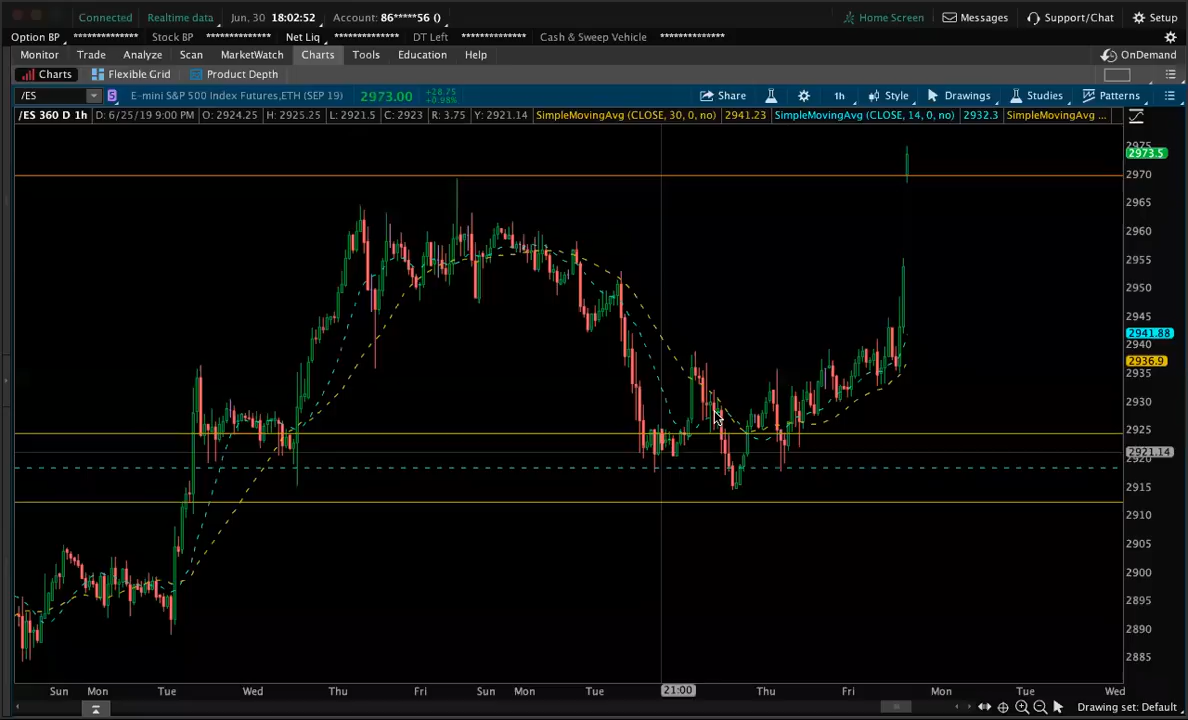 Connected Realtime data Jun, 30 18:02:52 Account: 86*****56 () Home Screen Messages Support/Chat Setup
Option BP ************** Stock BP ************** Net Liq ************** DT Left ************** Cash & Sweep Vehicle **************
Monitor Trade Analyze Scan MarketWatch Charts Tools Education Help OnDemand
Charts Flexible Grid Product Depth
/ES S E-mini S&P 500 Index Futures,ETH (SEP 19) 2973.00 +28.75 +0.98% Share 1h Style Drawings Studies Patterns
/ES 360 D 1h D: 6/25/19 9:00 PM O: 2924.25 H: 2925.25 L: 2921.5 C: 2923 R: 3.75 Y: 2921.14 SimpleMovingAvg (CLOSE, 30, 0, no) 2941.23 SimpleMovingAvg (CLOSE, 14, 0, no) 2932.3 SimpleMovingAvg ...
2975
2973.5
2970
2965
2960
2955
2950
2945
2941.88
2940
2936.9
2935
2930
2925
2921.14
2920
2915
2910
2905
2900
2895
2890
2885
Sun Mon Tue Wed Thu Fri Sun Mon Tue 21:00 Thu Fri Mon Tue Wed
Drawing set: Default